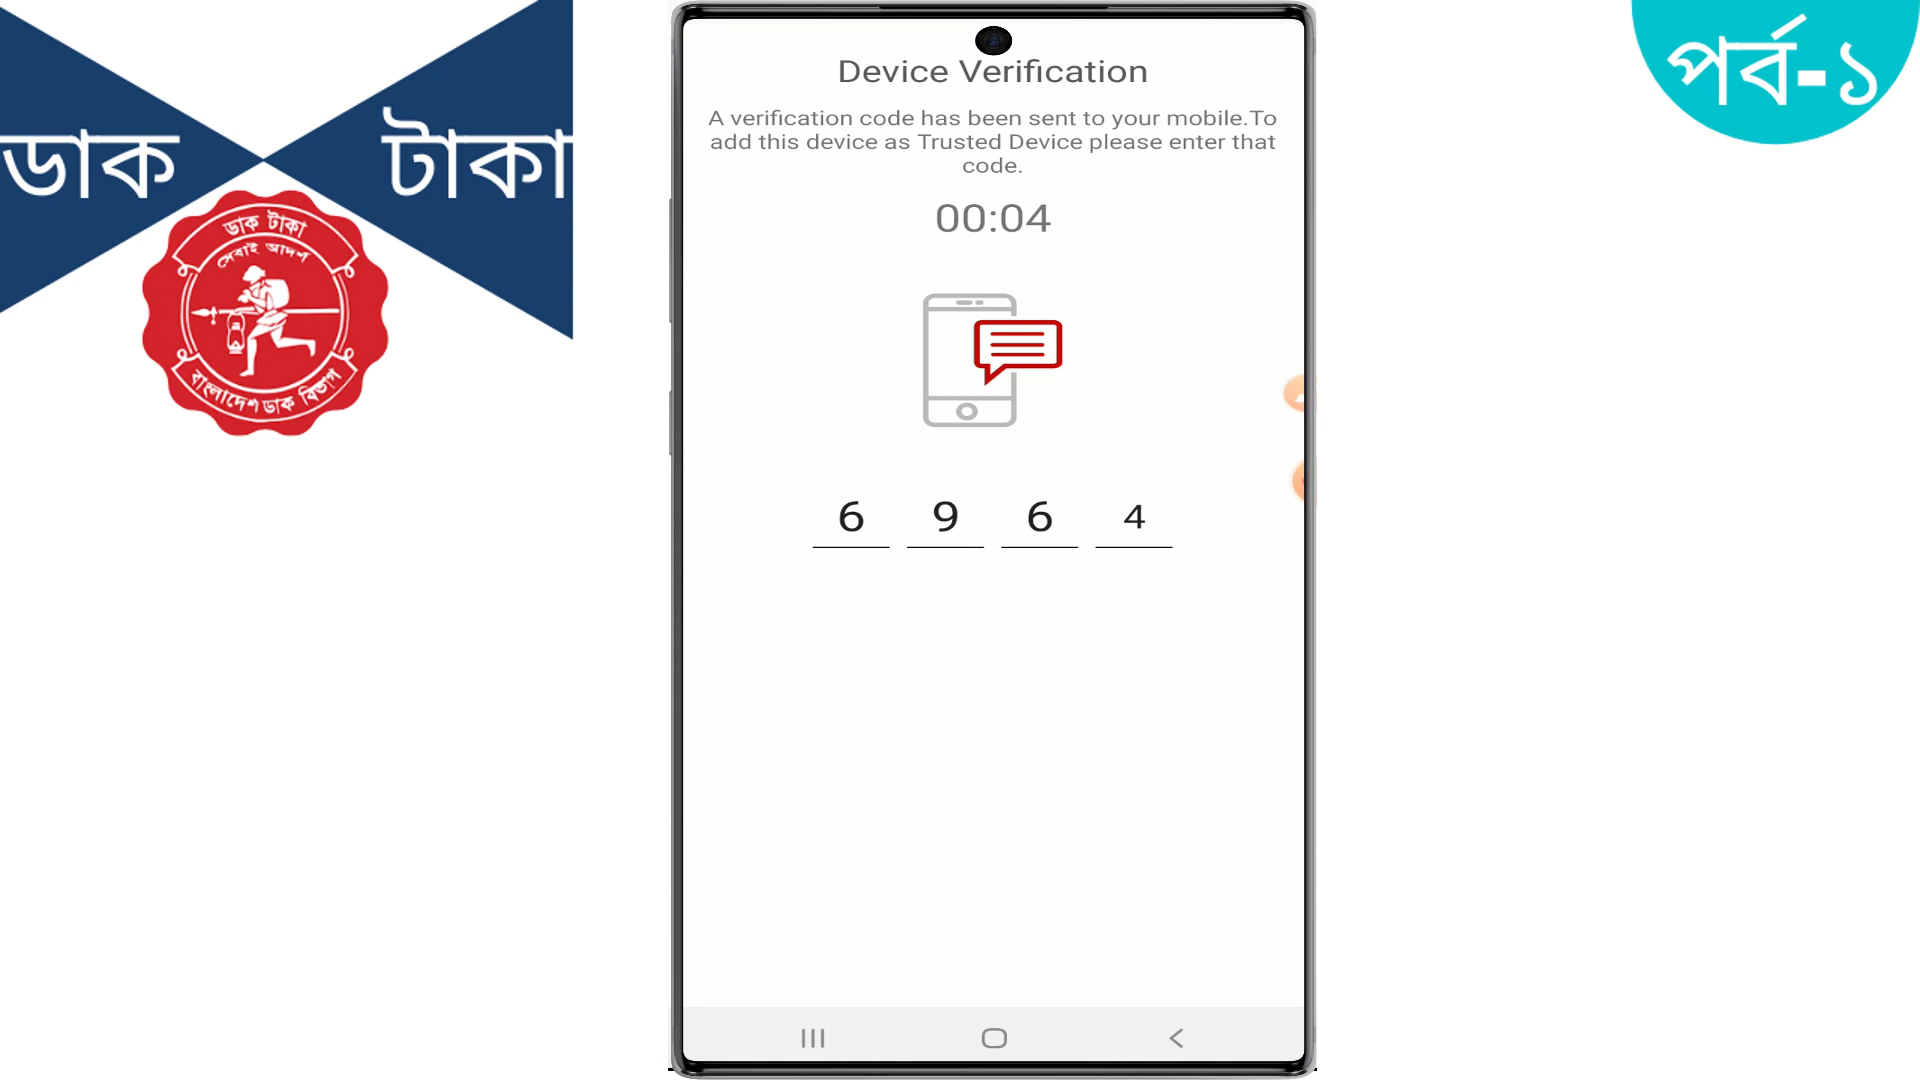 ডাক টাকা
ডাক টাকা
সেবাই আদর্শ
বাংলাদেশ ডাক বিভাগ
Device Verification
A verification code has been sent to your mobile.To
add this device as Trusted Device please enter that
code.
00:04
6 9 6 4
পর্ব-১